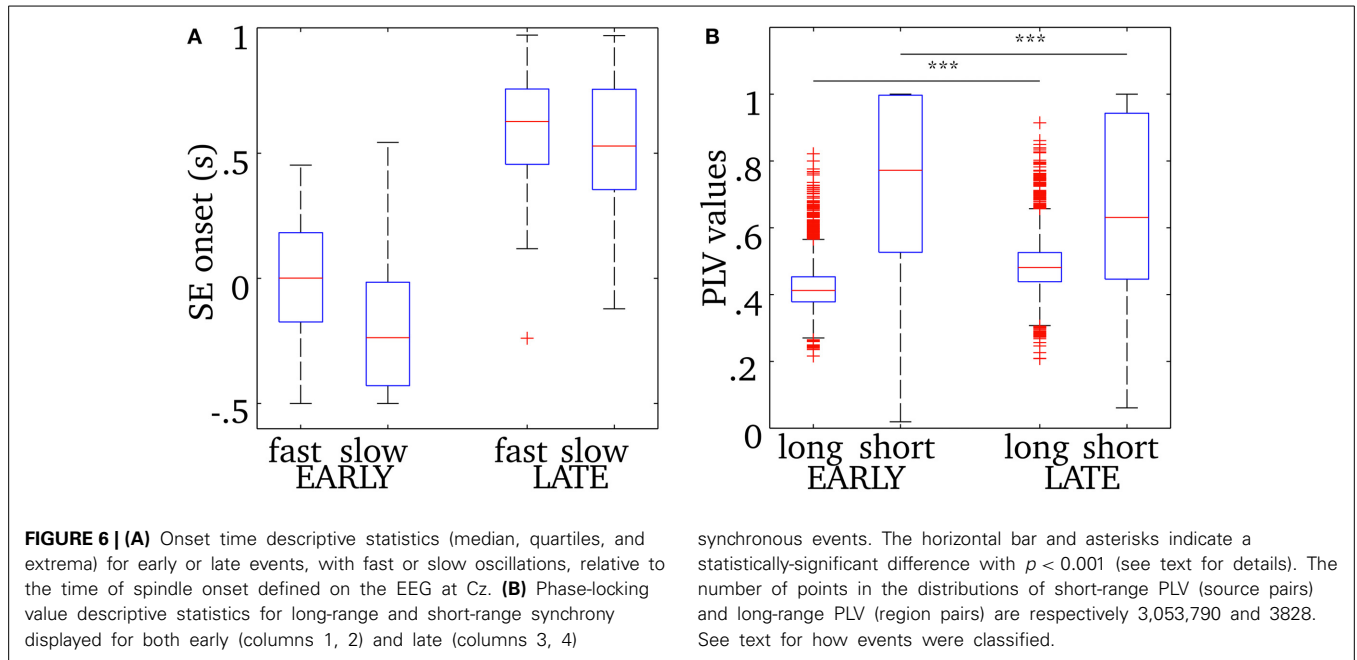 A
1
.5
0
-.5
SE onset (s)
fast slow
EARLY
fast slow
LATE
B
***
***
1
.8
.6
.4
.2
0
PLV values
long short
EARLY
long short
LATE
FIGURE 6 | (A) Onset time descriptive statistics (median, quartiles, and
extrema) for early or late events, with fast or slow oscillations, relative to
the time of spindle onset defined on the EEG at Cz. (B) Phase-locking
value descriptive statistics for long-range and short-range synchrony
displayed for both early (columns 1, 2) and late (columns 3, 4)
synchronous events. The horizontal bar and asterisks indicate a
statistically-significant difference with p < 0.001 (see text for details). The
number of points in the distributions of short-range PLV (source pairs)
and long-range PLV (region pairs) are respectively 3,053,790 and 3828.
See text for how events were classified.